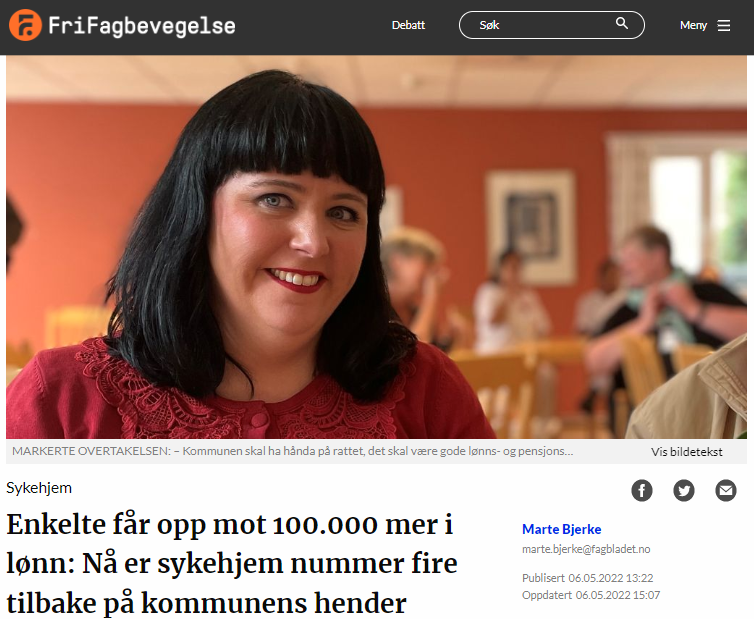 FriFagbevegelse
Debatt
Søk
Meny
MARKERTE OVERTAKELSEN: – Kommunen skal ha hånda på rattet, det skal være gode lønns- og pensjons...
Vis bildetekst
Sykehjem
Enkelte får opp mot 100.000 mer i
lønn: Nå er sykehjem nummer fire
tilbake på kommunens hender
Marte Bjerke
marte.bjerke@fagbladet.no
Publisert 06.05.2022 13:22
Oppdatert 06.05.2022 15:07